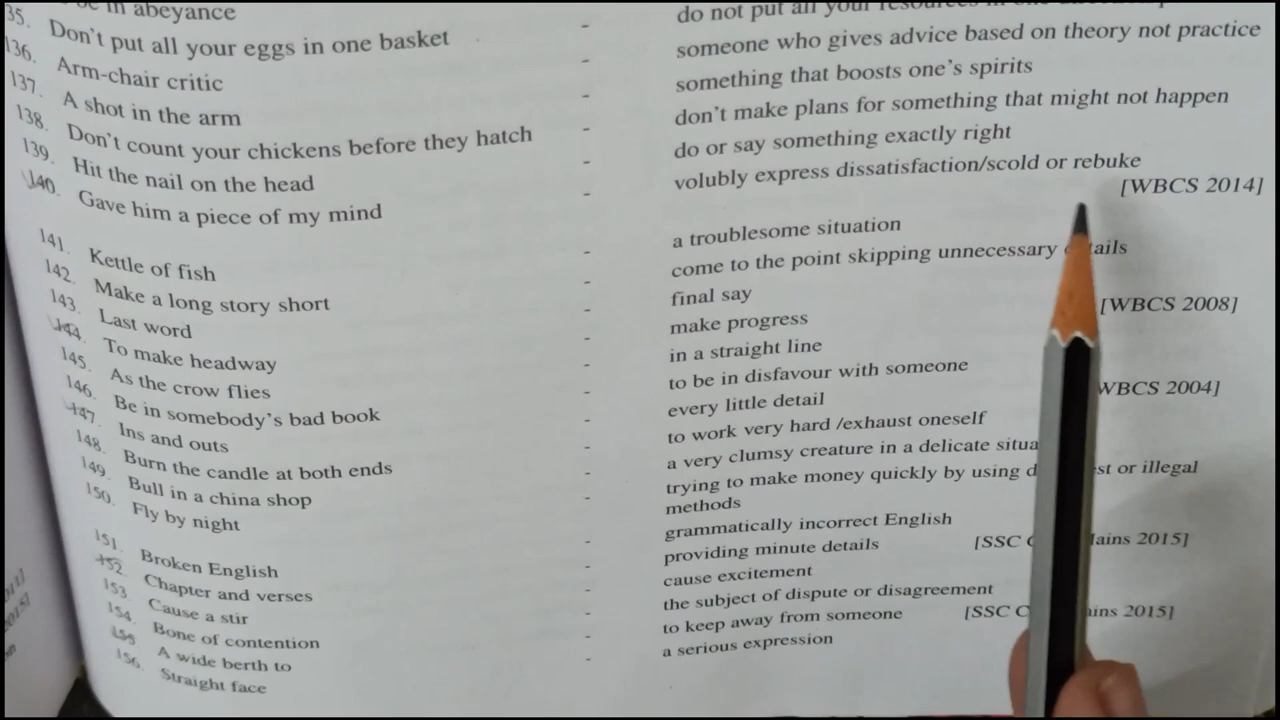 be in abeyance
35. Don't put all your eggs in one basket - do not put all your resources in one
136. Arm-chair critic - someone who gives advice based on theory not practice
137. A shot in the arm - something that boosts one's spirits
138. Don't count your chickens before they hatch - don't make plans for something that might not happen
139. Hit the nail on the head - do or say something exactly right
140. Gave him a piece of my mind - volubly express dissatisfaction/scold or rebuke
[WBCS 2014]
141. Kettle of fish - a troublesome situation
142. Make a long story short - come to the point skipping unnecessary
143. Last word - final say
[WBCS 2008]
144. To make headway - make progress
145. As the crow flies - in a straight line
146. Be in somebody's bad book - to be in disfavour with someone
147. Ins and outs - every little detail WBCS 2004]
148. Burn the candle at both ends - to work very hard /exhaust oneself
149. Bull in a china shop - a very clumsy creature in a delicate situa
150. Fly by night - trying to make money quickly by using or illegal
methods
151. Broken English - grammatically incorrect English
152. Chapter and verses - providing minute details [SSC 2015]
153. Cause a stir - cause excitement
154. Bone of contention - the subject of dispute or disagreement
155. A wide berth to - to keep away from someone [SSC 2015]
156. Straight face - a serious expression